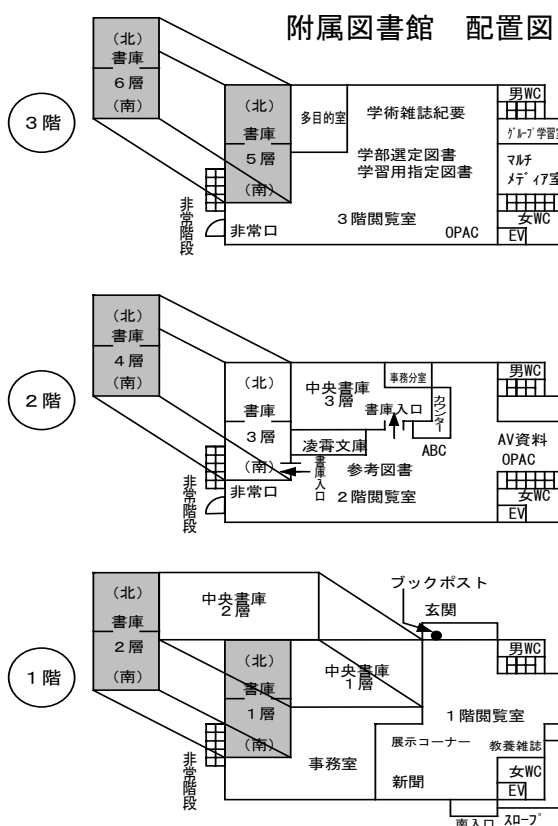 附属図書館 配置図
3階
(北)
書庫
6層
(南)
(北)
書庫
5層
(南)
多目的室
学術雑誌紀要
学部選定図書
学習用指定図書
3階閲覧室
OPAC
男WC
グループ学習室
マルチ
メディア室
女WC
EV
非常階段
非常口
2階
(北)
書庫
4層
(南)
(北)
書庫
3層
(南)
中央書庫
3層
事務分室
書庫入口
カウンター
ABC
凌霄文庫
書庫入口
参考図書
2階閲覧室
男WC
AV資料
OPAC
女WC
EV
非常階段
非常口
1階
(北)
書庫
2層
(南)
中央書庫
2層
(北)
書庫
1層
(南)
中央書庫
1層
ブックポスト
玄関
男WC
1階閲覧室
展示コーナー
教養雑誌
事務室
新聞
女WC
EV
非常階段
南入口
スロープ